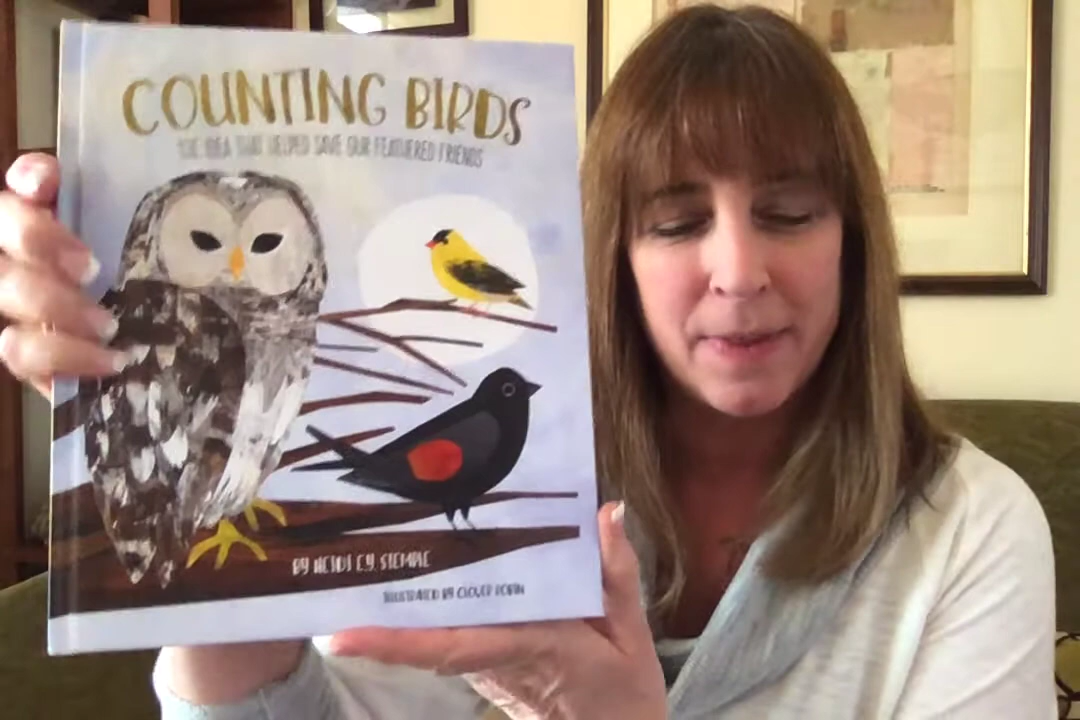 COUNTING BIRDS
THE IDEA THAT HELPED SAVE OUR FEATHERED FRIENDS
BY HEIDI E.Y. STEMPLE
ILLUSTRATED BY CLOVER ROBIN